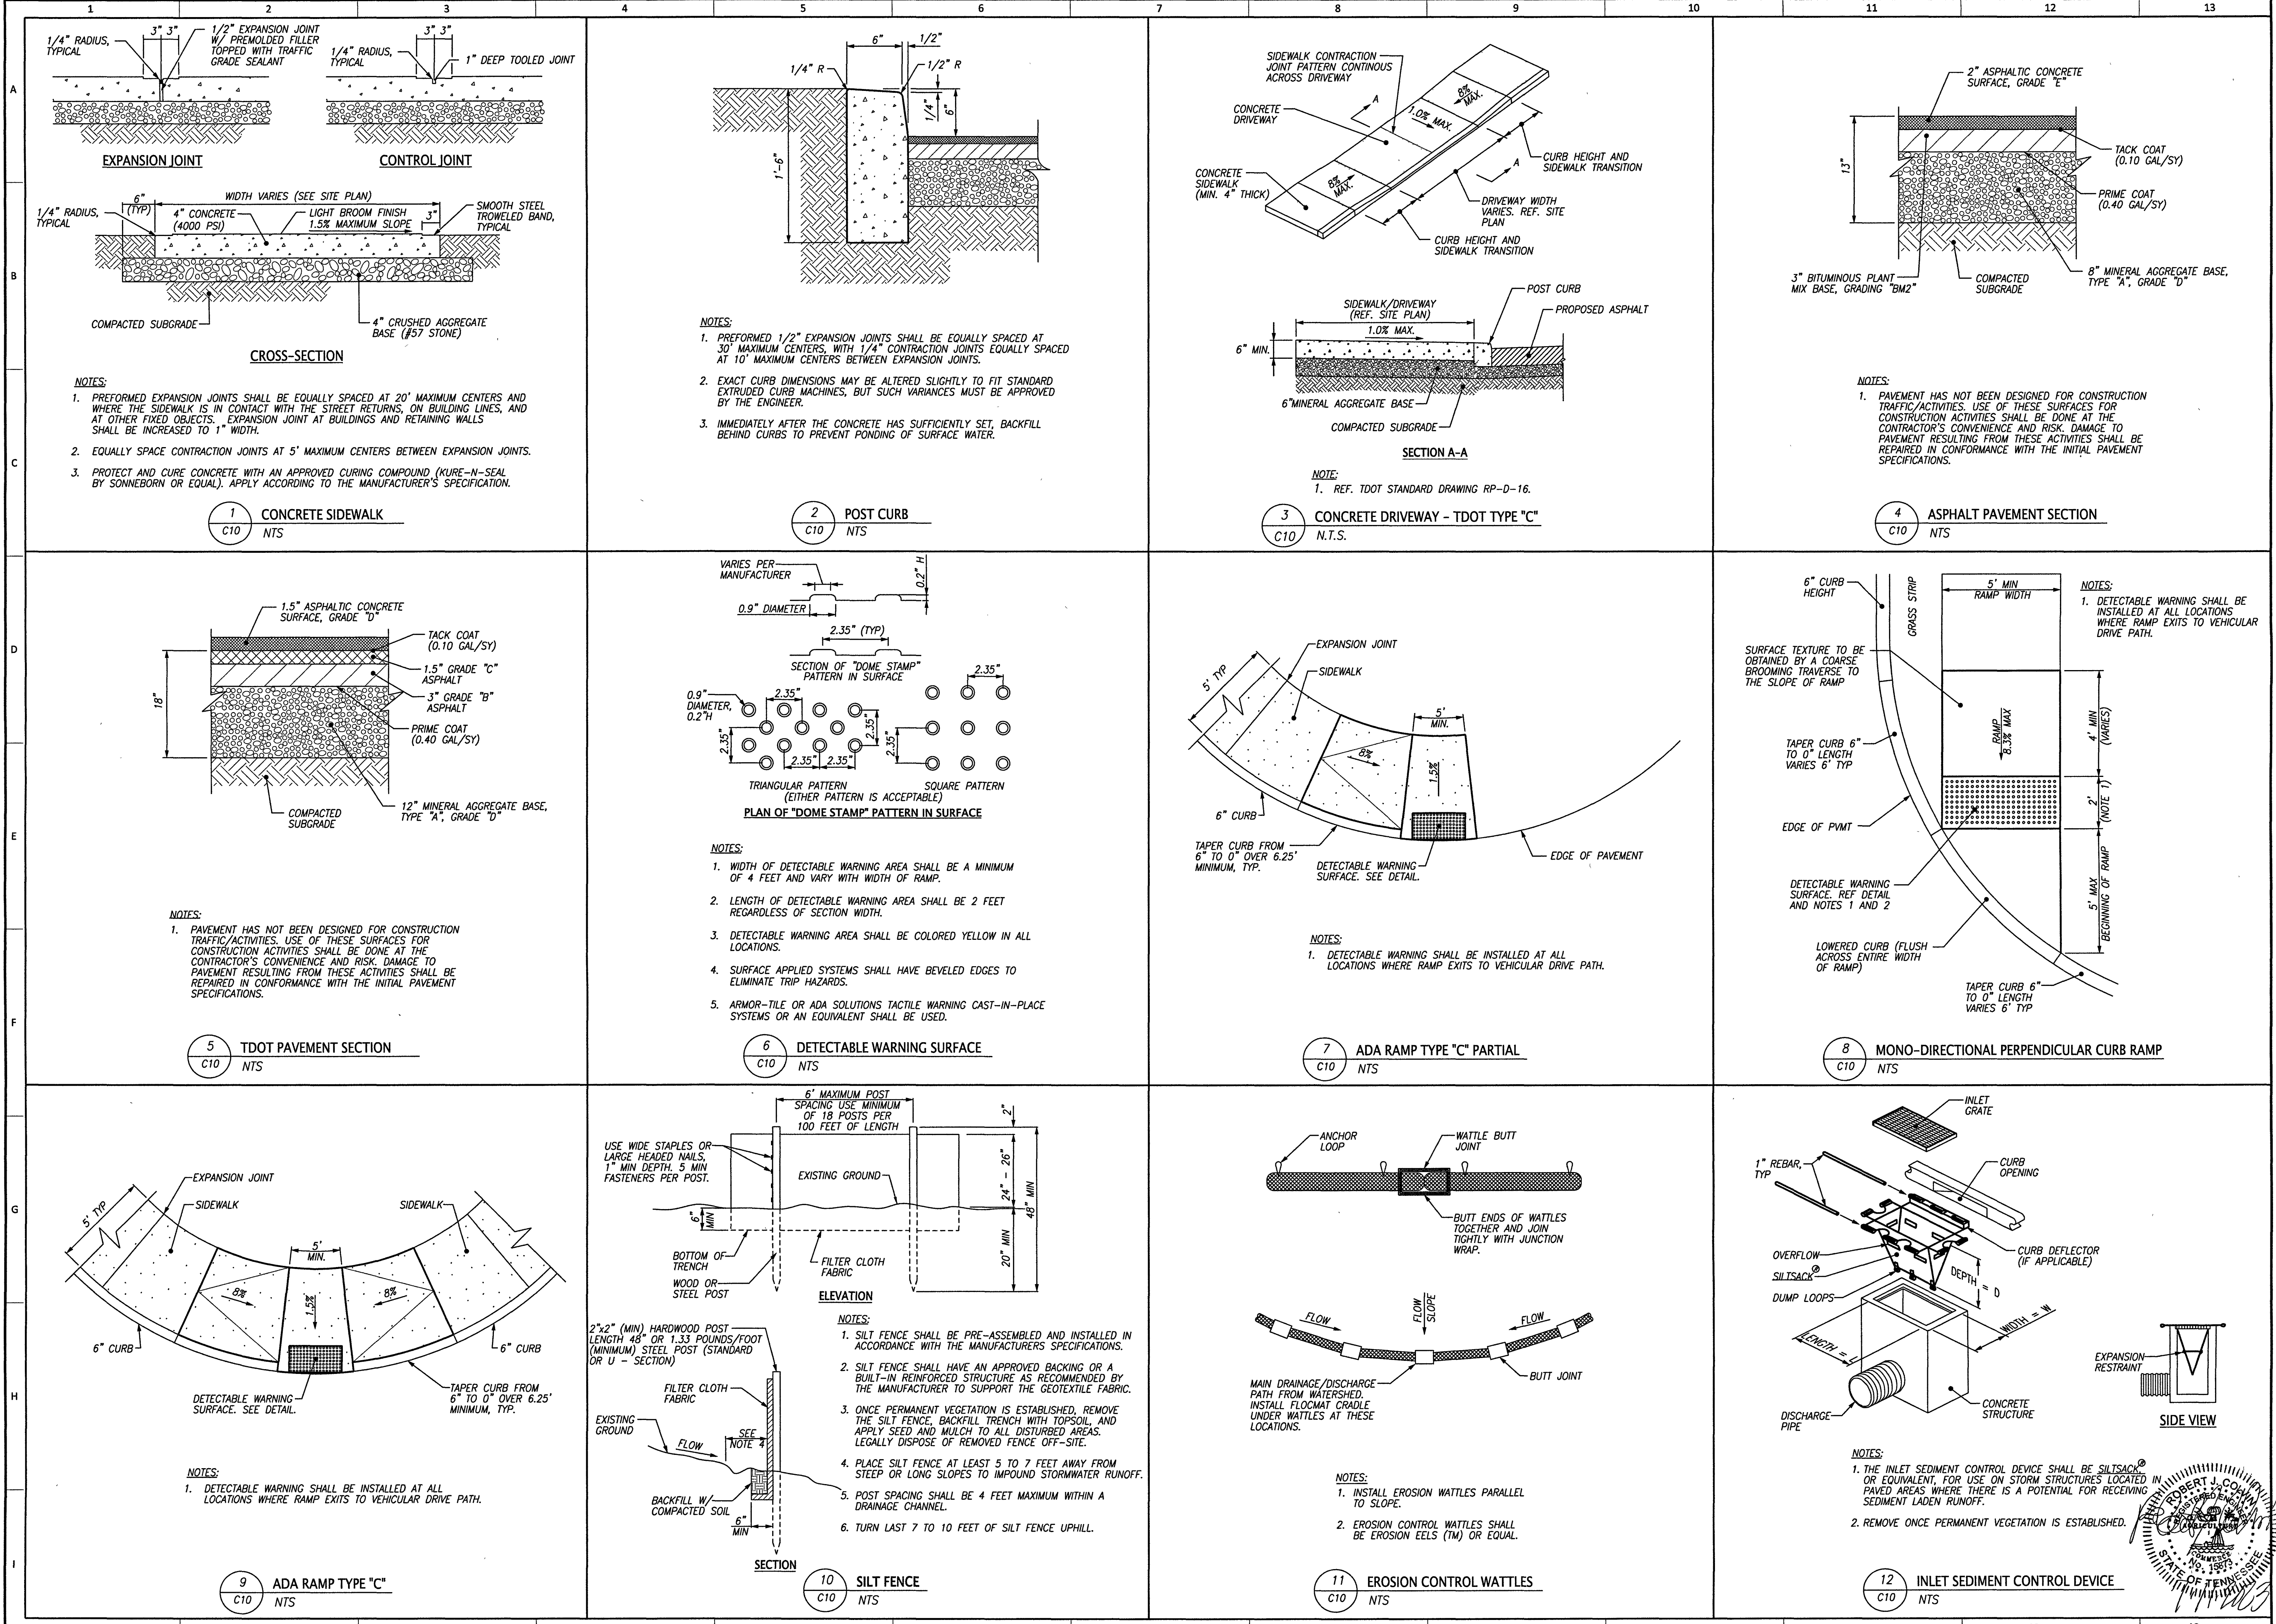 1 2 3 4 5 6 7 8 9 10 11 12 13
A
B
C
D
E
F
G
H
I
1/4" RADIUS,
TYPICAL
3" 3"
1/2" EXPANSION JOINT
W/ PREMOLDED FILLER
TOPPED WITH TRAFFIC
GRADE SEALANT
EXPANSION JOINT
1/4" RADIUS,
TYPICAL
3" 3"
1" DEEP TOOLED JOINT
CONTROL JOINT
6"
(TYP)
WIDTH VARIES (SEE SITE PLAN)
1/4" RADIUS,
TYPICAL
4" CONCRETE
(4000 PSI)
LIGHT BROOM FINISH
1.5% MAXIMUM SLOPE
3"
SMOOTH STEEL
TROWELED BAND,
TYPICAL
COMPACTED SUBGRADE
4" CRUSHED AGGREGATE
BASE (#57 STONE)
CROSS-SECTION
NOTES:
1. PREFORMED EXPANSION JOINTS SHALL BE EQUALLY SPACED AT 20' MAXIMUM CENTERS AND
WHERE THE SIDEWALK IS IN CONTACT WITH THE STREET RETURNS, ON BUILDING LINES, AND
AT OTHER FIXED OBJECTS. EXPANSION JOINT AT BUILDINGS AND RETAINING WALLS
SHALL BE INCREASED TO 1" WIDTH.
2. EQUALLY SPACE CONTRACTION JOINTS AT 5' MAXIMUM CENTERS BETWEEN EXPANSION JOINTS.
3. PROTECT AND CURE CONCRETE WITH AN APPROVED CURING COMPOUND (KURE-N-SEAL
BY SONNEBORN OR EQUAL). APPLY ACCORDING TO THE MANUFACTURER'S SPECIFICATION.
1 CONCRETE SIDEWALK
C10 NTS
6" 1/2"
1/4" R
1/2" R
1/4"
6"
1'-6"
NOTES:
1. PREFORMED 1/2" EXPANSION JOINTS SHALL BE EQUALLY SPACED AT
30' MAXIMUM CENTERS, WITH 1/4" CONTRACTION JOINTS EQUALLY SPACED
AT 10' MAXIMUM CENTERS BETWEEN EXPANSION JOINTS.
2. EXACT CURB DIMENSIONS MAY BE ALTERED SLIGHTLY TO FIT STANDARD
EXTRUDED CURB MACHINES, BUT SUCH VARIANCES MUST BE APPROVED
BY THE ENGINEER.
3. IMMEDIATELY AFTER THE CONCRETE HAS SUFFICIENTLY SET, BACKFILL
BEHIND CURBS TO PREVENT PONDING OF SURFACE WATER.
2 POST CURB
C10 NTS
SIDEWALK CONTRACTION
JOINT PATTERN CONTINOUS
ACROSS DRIVEWAY
CONCRETE
DRIVEWAY
CONCRETE
SIDEWALK
(MIN. 4" THICK)
A
8%
MAX.
1.0% MAX.
8%
MAX.
A
CURB HEIGHT AND
SIDEWALK TRANSITION
DRIVEWAY WIDTH
VARIES. REF. SITE
PLAN
CURB HEIGHT AND
SIDEWALK TRANSITION
SIDEWALK/DRIVEWAY
(REF. SITE PLAN)
1.0% MAX.
POST CURB
PROPOSED ASPHALT
6" MIN.
6"MINERAL AGGREGATE BASE
COMPACTED SUBGRADE
SECTION A-A
NOTE:
1. REF. TDOT STANDARD DRAWING RP-D-16.
3 CONCRETE DRIVEWAY - TDOT TYPE "C"
C10 N.T.S.
2" ASPHALTIC CONCRETE
SURFACE, GRADE "E"
13"
TACK COAT
(0.10 GAL/SY)
PRIME COAT
(0.40 GAL/SY)
3" BITUMINOUS PLANT
MIX BASE, GRADING "BM2"
COMPACTED
SUBGRADE
8" MINERAL AGGREGATE BASE,
TYPE "A", GRADE "D"
NOTES:
1. PAVEMENT HAS NOT BEEN DESIGNED FOR CONSTRUCTION
TRAFFIC/ACTIVITIES. USE OF THESE SURFACES FOR
CONSTRUCTION ACTIVITIES SHALL BE DONE AT THE
CONTRACTOR'S CONVENIENCE AND RISK. DAMAGE TO
PAVEMENT RESULTING FROM THESE ACTIVITIES SHALL BE
REPAIRED IN CONFORMANCE WITH THE INITIAL PAVEMENT
SPECIFICATIONS.
4 ASPHALT PAVEMENT SECTION
C10 NTS
1.5" ASPHALTIC CONCRETE
SURFACE, GRADE "D"
18"
TACK COAT
(0.10 GAL/SY)
1.5" GRADE "C"
ASPHALT
3" GRADE "B"
ASPHALT
PRIME COAT
(0.40 GAL/SY)
COMPACTED
SUBGRADE
12" MINERAL AGGREGATE BASE,
TYPE "A", GRADE "D"
NOTES:
1. PAVEMENT HAS NOT BEEN DESIGNED FOR CONSTRUCTION
TRAFFIC/ACTIVITIES. USE OF THESE SURFACES FOR
CONSTRUCTION ACTIVITIES SHALL BE DONE AT THE
CONTRACTOR'S CONVENIENCE AND RISK. DAMAGE TO
PAVEMENT RESULTING FROM THESE ACTIVITIES SHALL BE
REPAIRED IN CONFORMANCE WITH THE INITIAL PAVEMENT
SPECIFICATIONS.
5 TDOT PAVEMENT SECTION
C10 NTS
VARIES PER
MANUFACTURER
0.2" H
0.9" DIAMETER
2.35" (TYP)
SECTION OF "DOME STAMP"
PATTERN IN SURFACE
0.9"
DIAMETER,
0.2"H
2.35"
2.35"
2.35"
2.35"
2.35"
2.35"
2.35"
TRIANGULAR PATTERN SQUARE PATTERN
(EITHER PATTERN IS ACCEPTABLE)
PLAN OF "DOME STAMP" PATTERN IN SURFACE
NOTES:
1. WIDTH OF DETECTABLE WARNING AREA SHALL BE A MINIMUM
OF 4 FEET AND VARY WITH WIDTH OF RAMP.
2. LENGTH OF DETECTABLE WARNING AREA SHALL BE 2 FEET
REGARDLESS OF SECTION WIDTH.
3. DETECTABLE WARNING AREA SHALL BE COLORED YELLOW IN ALL
LOCATIONS.
4. SURFACE APPLIED SYSTEMS SHALL HAVE BEVELED EDGES TO
ELIMINATE TRIP HAZARDS.
5. ARMOR-TILE OR ADA SOLUTIONS TACTILE WARNING CAST-IN-PLACE
SYSTEMS OR AN EQUIVALENT SHALL BE USED.
6 DETECTABLE WARNING SURFACE
C10 NTS
5' TYP
EXPANSION JOINT
SIDEWALK
5'
MIN.
8%
1.5%
6" CURB
TAPER CURB FROM
6" TO 0" OVER 6.25'
MINIMUM, TYP.
DETECTABLE WARNING
SURFACE. SEE DETAIL.
EDGE OF PAVEMENT
NOTES:
1. DETECTABLE WARNING SHALL BE INSTALLED AT ALL
LOCATIONS WHERE RAMP EXITS TO VEHICULAR DRIVE PATH.
7 ADA RAMP TYPE "C" PARTIAL
C10 NTS
6" CURB
HEIGHT
GRASS STRIP
5' MIN
RAMP WIDTH
NOTES:
1. DETECTABLE WARNING SHALL BE
INSTALLED AT ALL LOCATIONS
WHERE RAMP EXITS TO VEHICULAR
DRIVE PATH.
SURFACE TEXTURE TO BE
OBTAINED BY A COARSE
BROOMING TRAVERSE TO
THE SLOPE OF RAMP
RAMP
8.3% MAX
4' MIN
(VARIES)
TAPER CURB 6"
TO 0" LENGTH
VARIES 6' TYP
2'
(NOTE 1)
EDGE OF PVMT
5' MAX
BEGINNING OF RAMP
DETECTABLE WARNING
SURFACE. REF DETAIL
AND NOTES 1 AND 2
LOWERED CURB (FLUSH
ACROSS ENTIRE WIDTH
OF RAMP)
TAPER CURB 6"
TO 0" LENGTH
VARIES 6' TYP
8 MONO-DIRECTIONAL PERPENDICULAR CURB RAMP
C10 NTS
5' TYP
EXPANSION JOINT
SIDEWALK
SIDEWALK
5'
MIN.
8%
1.5%
8%
6" CURB
6" CURB
DETECTABLE WARNING
SURFACE. SEE DETAIL.
TAPER CURB FROM
6" TO 0" OVER 6.25'
MINIMUM, TYP.
NOTES:
1. DETECTABLE WARNING SHALL BE INSTALLED AT ALL
LOCATIONS WHERE RAMP EXITS TO VEHICULAR DRIVE PATH.
9 ADA RAMP TYPE "C"
C10 NTS
6' MAXIMUM POST
SPACING USE MINIMUM
OF 18 POSTS PER
100 FEET OF LENGTH
2"
USE WIDE STAPLES OR
LARGE HEADED NAILS,
1" MIN DEPTH. 5 MIN
FASTENERS PER POST.
EXISTING GROUND
24" - 26"
48" MIN
6"
MIN
20" MIN
BOTTOM OF
TRENCH
FILTER CLOTH
FABRIC
WOOD OR
STEEL POST
ELEVATION
2"x2" (MIN) HARDWOOD POST
LENGTH 48" OR 1.33 POUNDS/FOOT
(MINIMUM) STEEL POST (STANDARD
OR U - SECTION)
FILTER CLOTH
FABRIC
EXISTING
GROUND
FLOW
SEE
NOTE 4
BACKFILL W/
COMPACTED SOIL
6"
MIN
SECTION
NOTES:
1. SILT FENCE SHALL BE PRE-ASSEMBLED AND INSTALLED IN
ACCORDANCE WITH THE MANUFACTURERS SPECIFICATIONS.
2. SILT FENCE SHALL HAVE AN APPROVED BACKING OR A
BUILT-IN REINFORCED STRUCTURE AS RECOMMENDED BY
THE MANUFACTURER TO SUPPORT THE GEOTEXTILE FABRIC.
3. ONCE PERMANENT VEGETATION IS ESTABLISHED, REMOVE
THE SILT FENCE, BACKFILL TRENCH WITH TOPSOIL, AND
APPLY SEED AND MULCH TO ALL DISTURBED AREAS.
LEGALLY DISPOSE OF REMOVED FENCE OFF-SITE.
4. PLACE SILT FENCE AT LEAST 5 TO 7 FEET AWAY FROM
STEEP OR LONG SLOPES TO IMPOUND STORMWATER RUNOFF.
5. POST SPACING SHALL BE 4 FEET MAXIMUM WITHIN A
DRAINAGE CHANNEL.
6. TURN LAST 7 TO 10 FEET OF SILT FENCE UPHILL.
10 SILT FENCE
C10 NTS
ANCHOR
LOOP
WATTLE BUTT
JOINT
BUTT ENDS OF WATTLES
TOGETHER AND JOIN
TIGHTLY WITH JUNCTION
WRAP.
FLOW
FLOW
SLOPE
FLOW
MAIN DRAINAGE/DISCHARGE
PATH FROM WATERSHED.
INSTALL FLOCMAT CRADLE
UNDER WATTLES AT THESE
LOCATIONS.
BUTT JOINT
NOTES:
1. INSTALL EROSION WATTLES PARALLEL
TO SLOPE.
2. EROSION CONTROL WATTLES SHALL
BE EROSION EELS (TM) OR EQUAL.
11 EROSION CONTROL WATTLES
C10 NTS
INLET
GRATE
1" REBAR,
TYP
CURB
OPENING
OVERFLOW
SILTSACK®
DUMP LOOPS
CURB DEFLECTOR
(IF APPLICABLE)
DEPTH = D
WIDTH = W
LENGTH = L
EXPANSION
RESTRAINT
DISCHARGE
PIPE
CONCRETE
STRUCTURE
SIDE VIEW
NOTES:
1. THE INLET SEDIMENT CONTROL DEVICE SHALL BE SILTSACK®,
OR EQUIVALENT, FOR USE ON STORM STRUCTURES LOCATED IN
PAVED AREAS WHERE THERE IS A POTENTIAL FOR RECEIVING
SEDIMENT LADEN RUNOFF.
2. REMOVE ONCE PERMANENT VEGETATION IS ESTABLISHED.
12 INLET SEDIMENT CONTROL DEVICE
C10 NTS
ROBERT J. COLVIN
REGISTERED ENGINEER
AGRICULTURE
COMMERCE
NO. 15873
STATE OF TENNESSEE